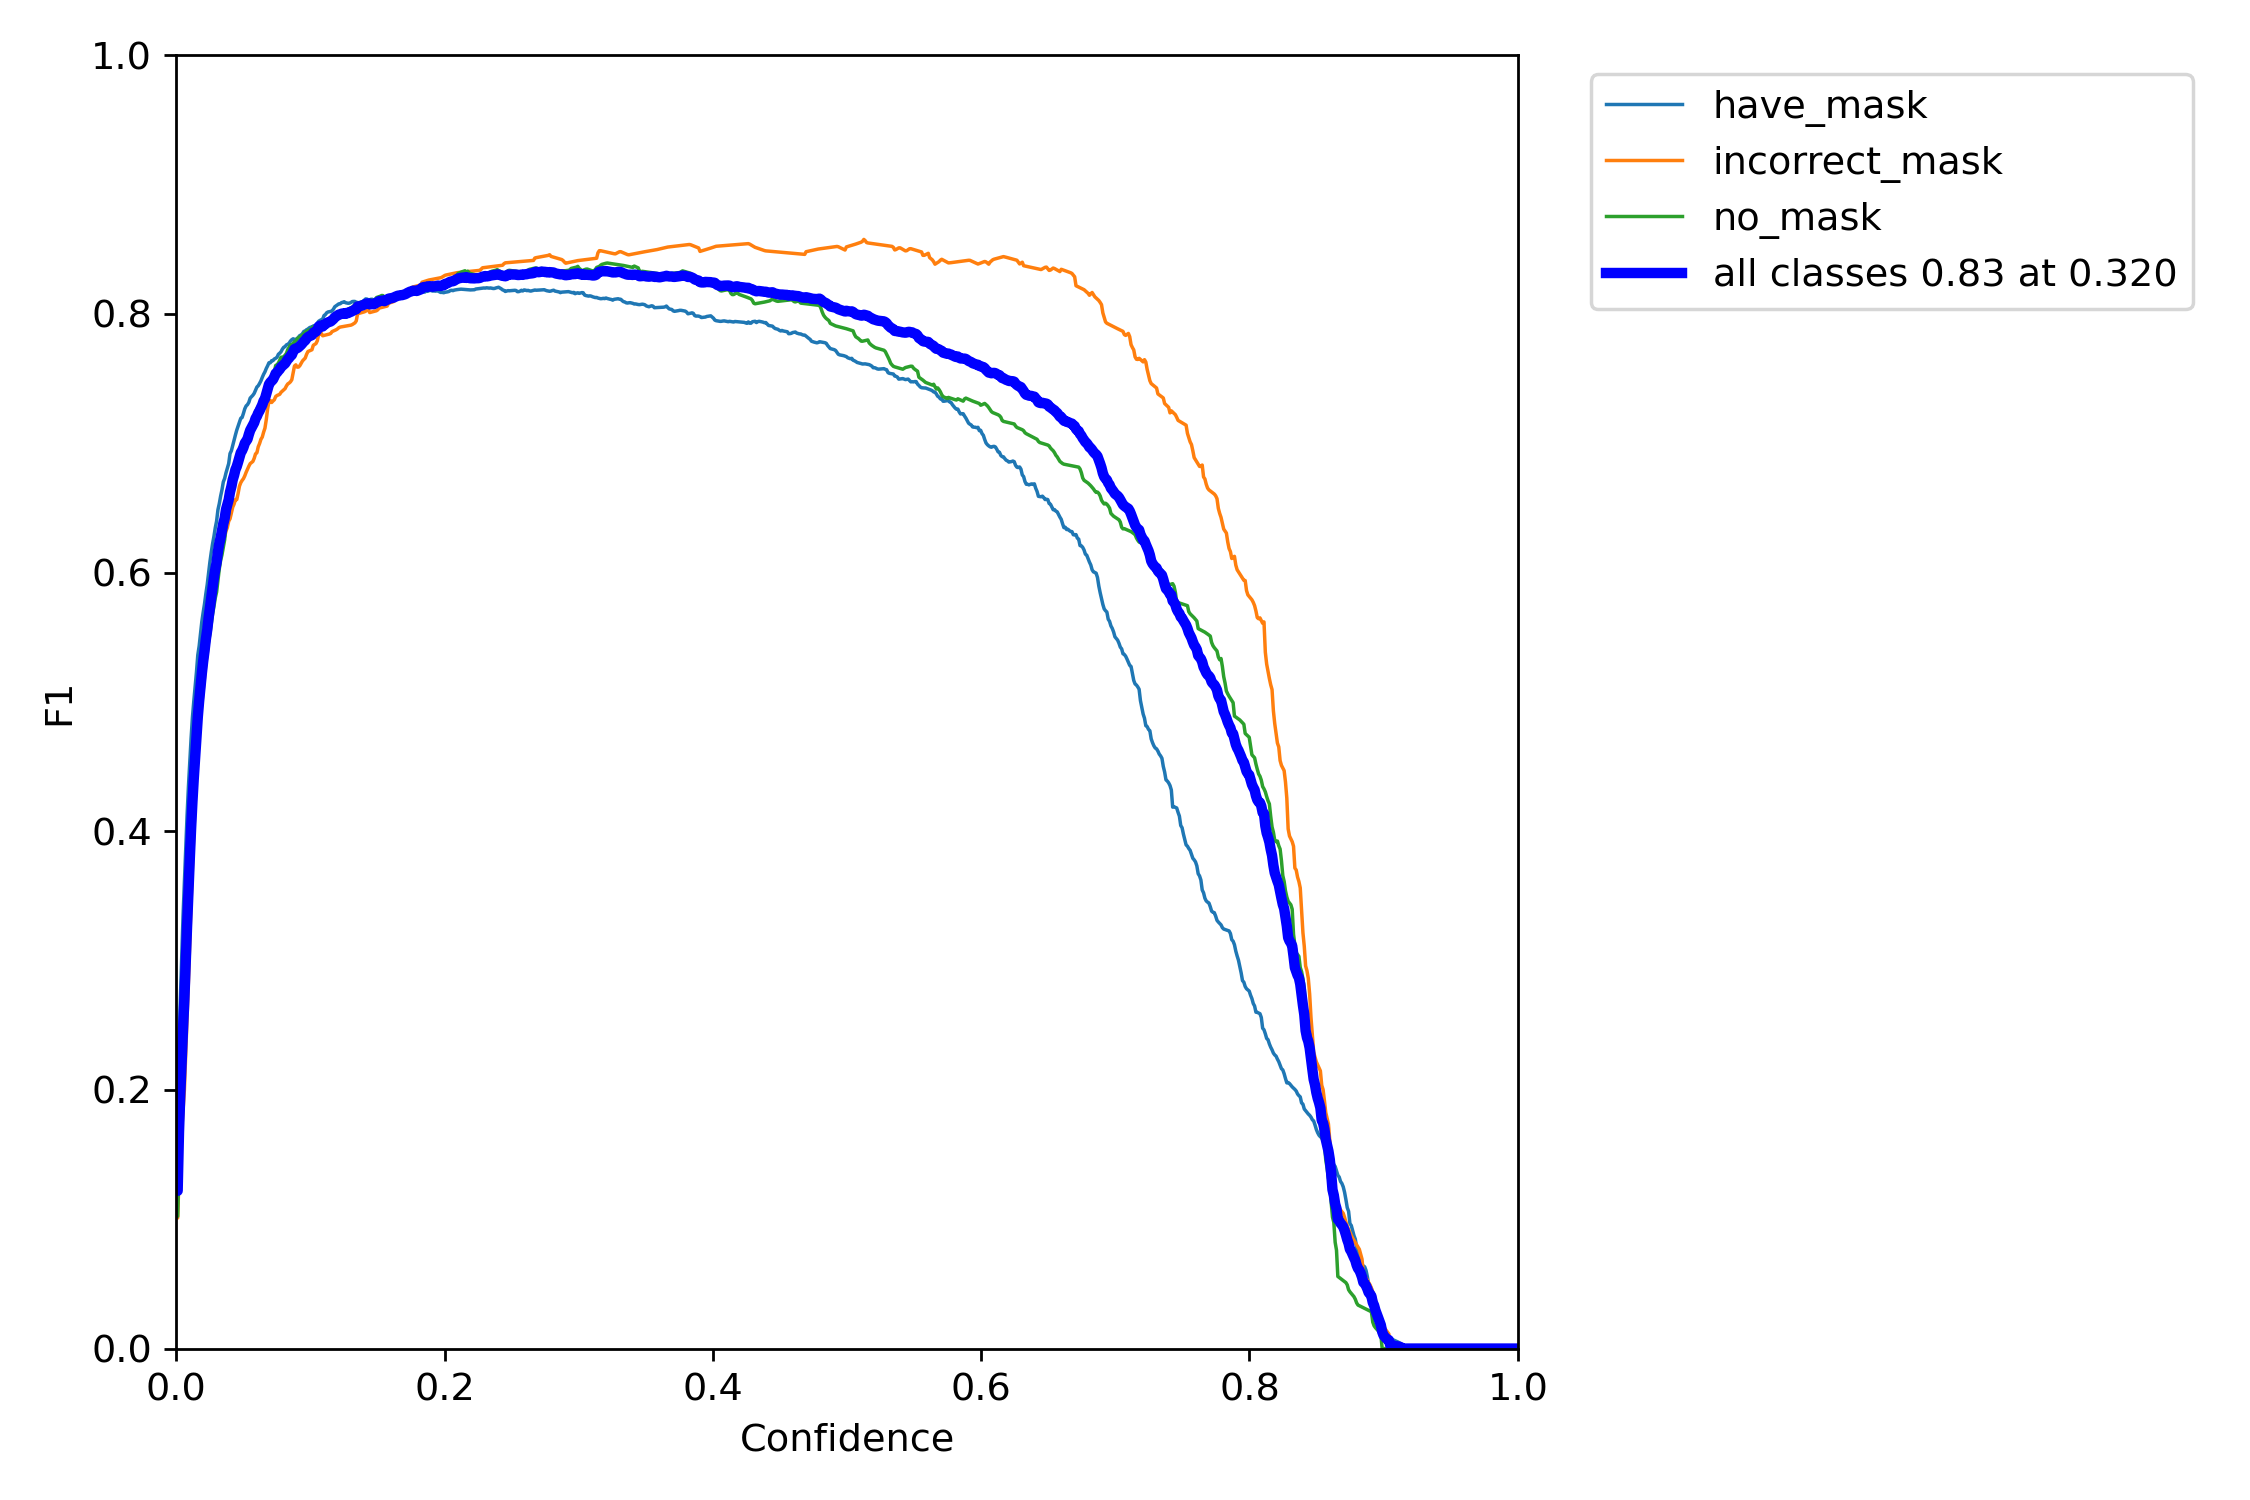 1.0
0.8
0.6
0.4
0.2
0.0
F1
0.0 0.2 0.4 0.6 0.8 1.0
Confidence
have_mask
incorrect_mask
no_mask
all classes 0.83 at 0.320